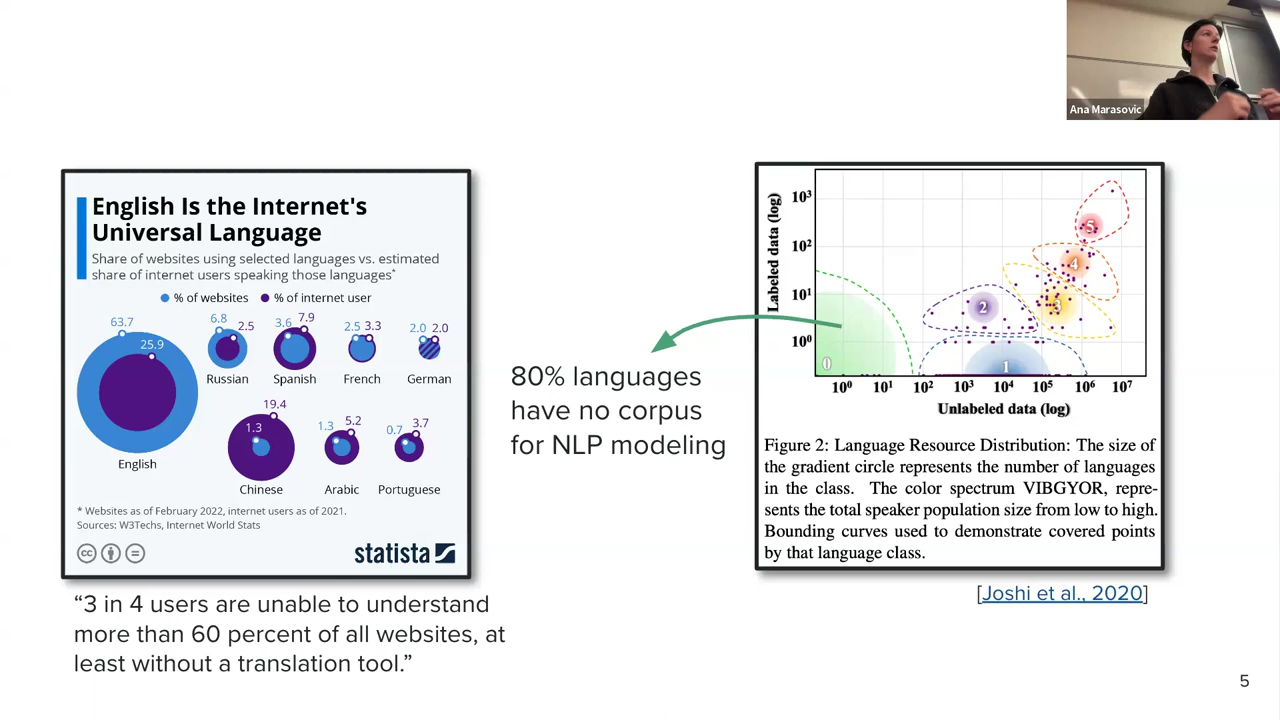 Ana Marasovic
English Is the Internet's
Universal Language
Share of websites using selected languages vs. estimated
share of internet users speaking those languages*
% of websites % of internet user
63.7
25.9
English
6.8
2.5
Russian
3.6
7.9
Spanish
2.5
3.3
French
2.0
2.0
German
19.4
1.3
Chinese
1.3
5.2
Arabic
0.7
3.7
Portuguese
* Websites as of February 2022, internet users as of 2021.
Sources: W3Techs, Internet World Stats
cc
statista
“3 in 4 users are unable to understand
more than 60 percent of all websites, at
least without a translation tool.”
80% languages
have no corpus
for NLP modeling
Labeled data (log)
10³
10²
10¹
10⁰
0
1
2
3
4
5
10⁰ 10¹ 10² 10³ 10⁴ 10⁵ 10⁶ 10⁷
Unlabeled data (log)
Figure 2: Language Resource Distribution: The size of
the gradient circle represents the number of languages
in the class. The color spectrum VIBGYOR, repre-
sents the total speaker population size from low to high.
Bounding curves used to demonstrate covered points
by that language class.
[Joshi et al., 2020]
5